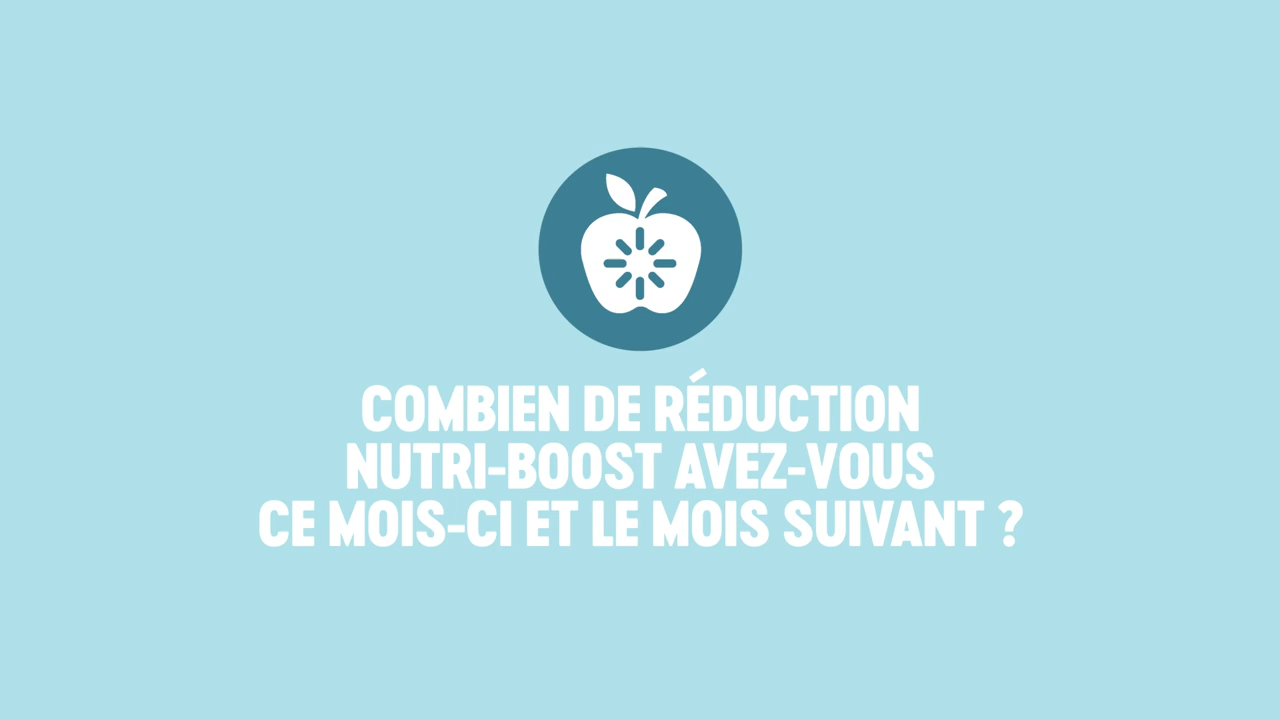 COMBIEN DE RÉDUCTION
NUTRI-BOOST AVEZ-VOUS
CE MOIS-CI ET LE MOIS SUIVANT ?